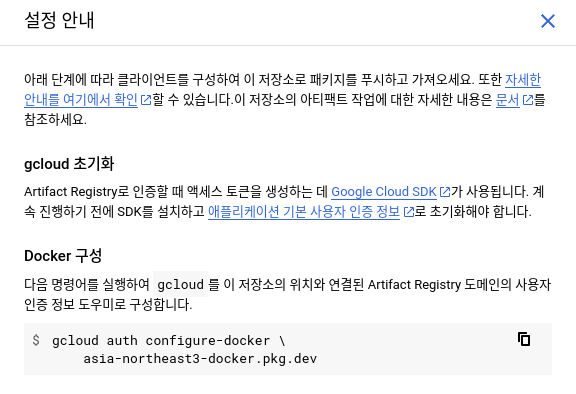 설정 안내
아래 단계에 따라 클라이언트를 구성하여 이 저장소로 패키지를 푸시하고 가져오세요. 또한 자세한
안내를 여기에서 확인할 수 있습니다.이 저장소의 아티팩트 작업에 대한 자세한 내용은 문서를
참조하세요.
gcloud 초기화
Artifact Registry로 인증할 때 액세스 토큰을 생성하는 데 Google Cloud SDK가 사용됩니다. 계
속 진행하기 전에 SDK를 설치하고 애플리케이션 기본 사용자 인증 정보로 초기화해야 합니다.
Docker 구성
다음 명령어를 실행하여 gcloud를 이 저장소의 위치와 연결된 Artifact Registry 도메인의 사용자
인증 정보 도우미로 구성합니다.
$ gcloud auth configure-docker \
asia-northeast3-docker.pkg.dev